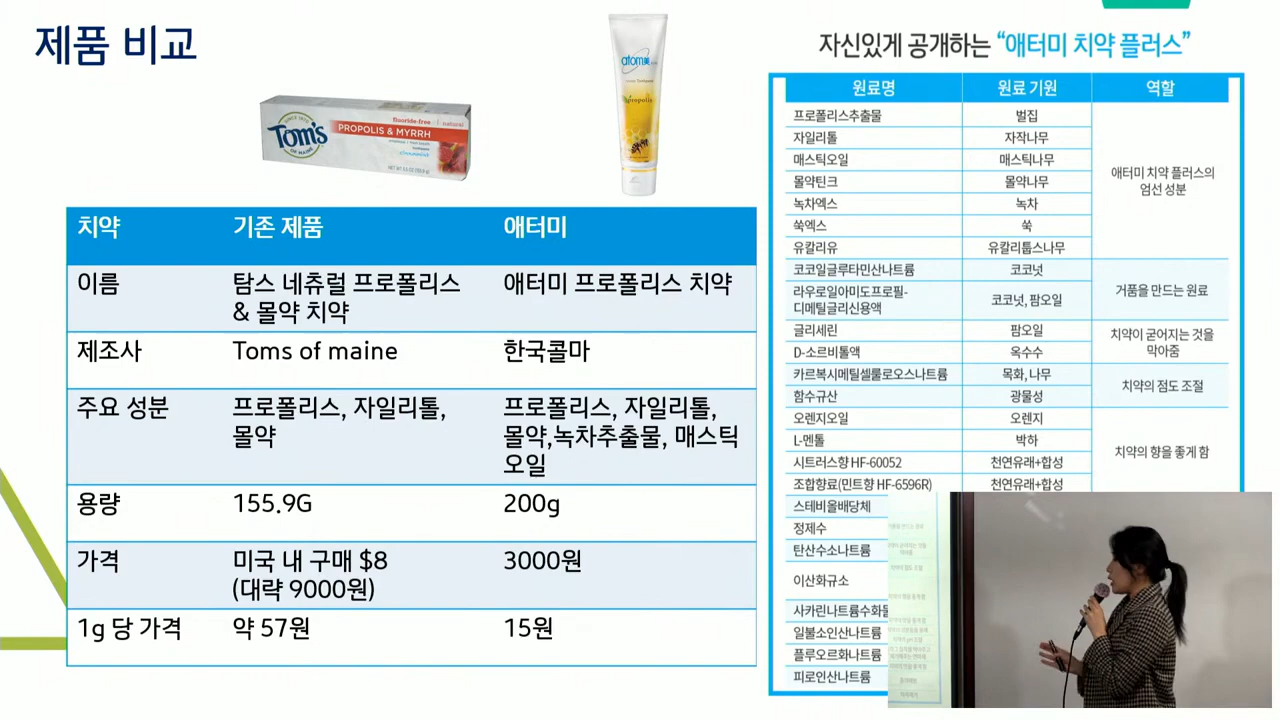 제품 비교
SINCE 1970
Tom's
OF MAINE
fluoride-free
natural
PROPOLIS & MYRRH
atom美
propolis
자신있게 공개하는 “애터미 치약 플러스”
치약 기존 제품 애터미
이름 탐스 네츄럴 프로폴리스 애터미 프로폴리스 치약
& 몰약 치약
제조사 Toms of maine 한국콜마
주요 성분 프로폴리스, 자일리톨, 프로폴리스, 자일리톨,
몰약 몰약,녹차추출물, 매스틱
오일
용량 155.9G 200g
가격 미국 내 구매 $8 3000원
(대략 9000원)
1g 당 가격 약 57원 15원
원료명 원료 기원 역할
프로폴리스추출물 벌집
자일리톨 자작나무
매스틱오일 매스틱나무
몰약틴크 몰약나무
애터미 치약 플러스의
엄선 성분
녹차엑스 녹차
쑥엑스 쑥
유칼리유 유칼립툽스나무
코코일글루타민산나트륨 코코넛
라우로일아미도프로필-
디메틸글리신용액 코코넛, 팜오일
거품을 만드는 원료
글리세린 팜오일
D-소르비톨액 옥수수
치약이 굳어지는 것을
막아줌
카르복시메틸셀룰로오스나트륨 목화, 나무
함수규산 광물성
치약의 점도 조절
오렌지오일 오렌지
L-멘톨 박하
시트러스향 HF-60052 천연유래+합성
조합향료(민트향 HF-6596R) 천연유래+합성
치약의 향을 좋게 함
스테비올배당체
정제수
탄산수소나트륨
이산화규소
사카린나트륨수화물
일불소인산나트륨
플루오르화나트륨
피로인산나트륨